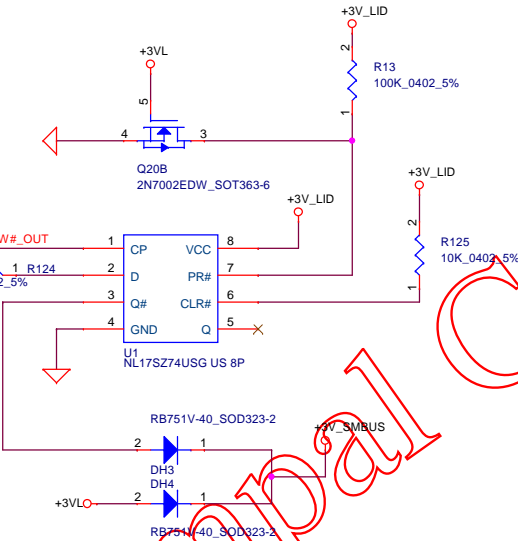 +3V_LID
2
R13
100K_0402_5%
1
+3VL
5
4
3
Q20B
2N7002EDW_SOT363-6
+3V_LID
2
R125
10K_0402_5%
1
+3V_LID
W#_OUT
1 CP VCC 8
1 R124
2_5%
2 D PR# 7
3 Q# CLR# 6
4 GND Q 5
U1
NL17SZ74USG US 8P
RB751V-40_SOD323-2
+3V_SMBUS
2 1
DH3
DH4
+3VL
2 1
RB751V-40_SOD323-2
pal C